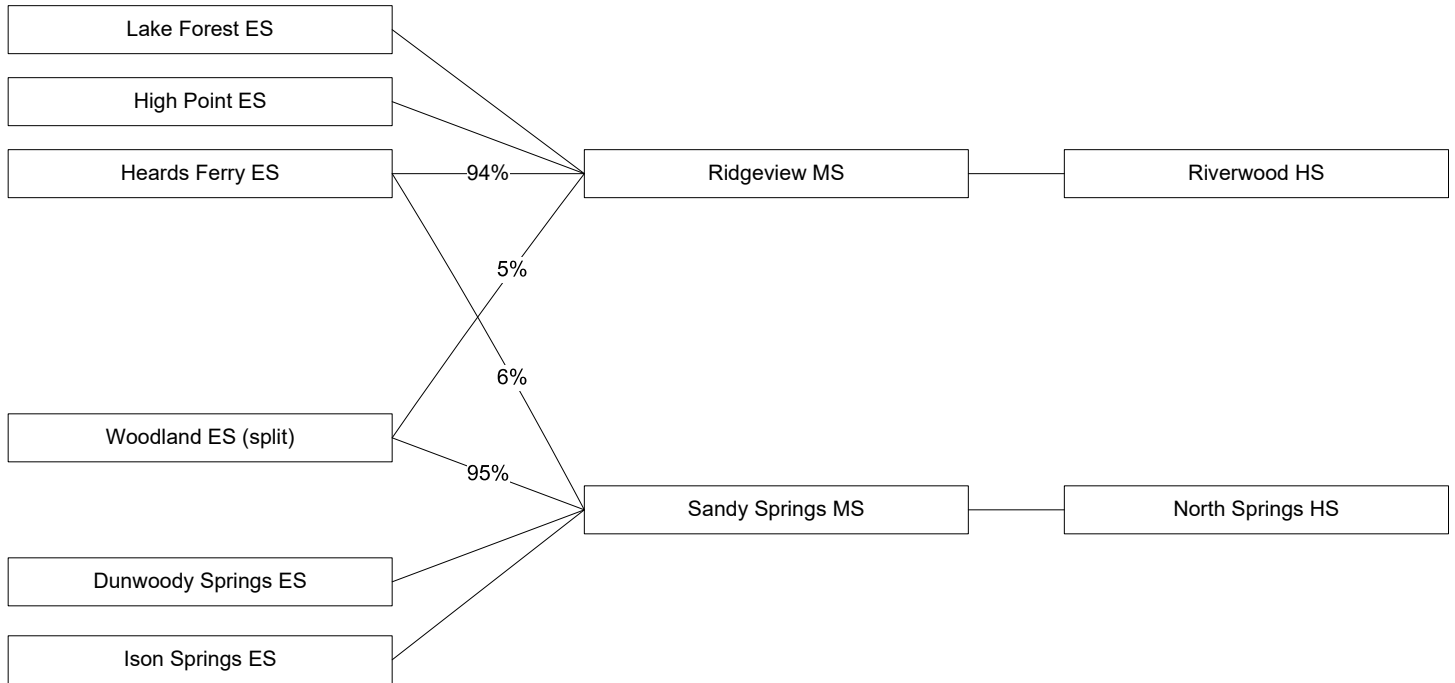 Lake Forest ES
High Point ES
Heards Ferry ES
94%
Ridgeview MS
Riverwood HS
5%
6%
Woodland ES (split)
95%
Sandy Springs MS
North Springs HS
Dunwoody Springs ES
Ison Springs ES